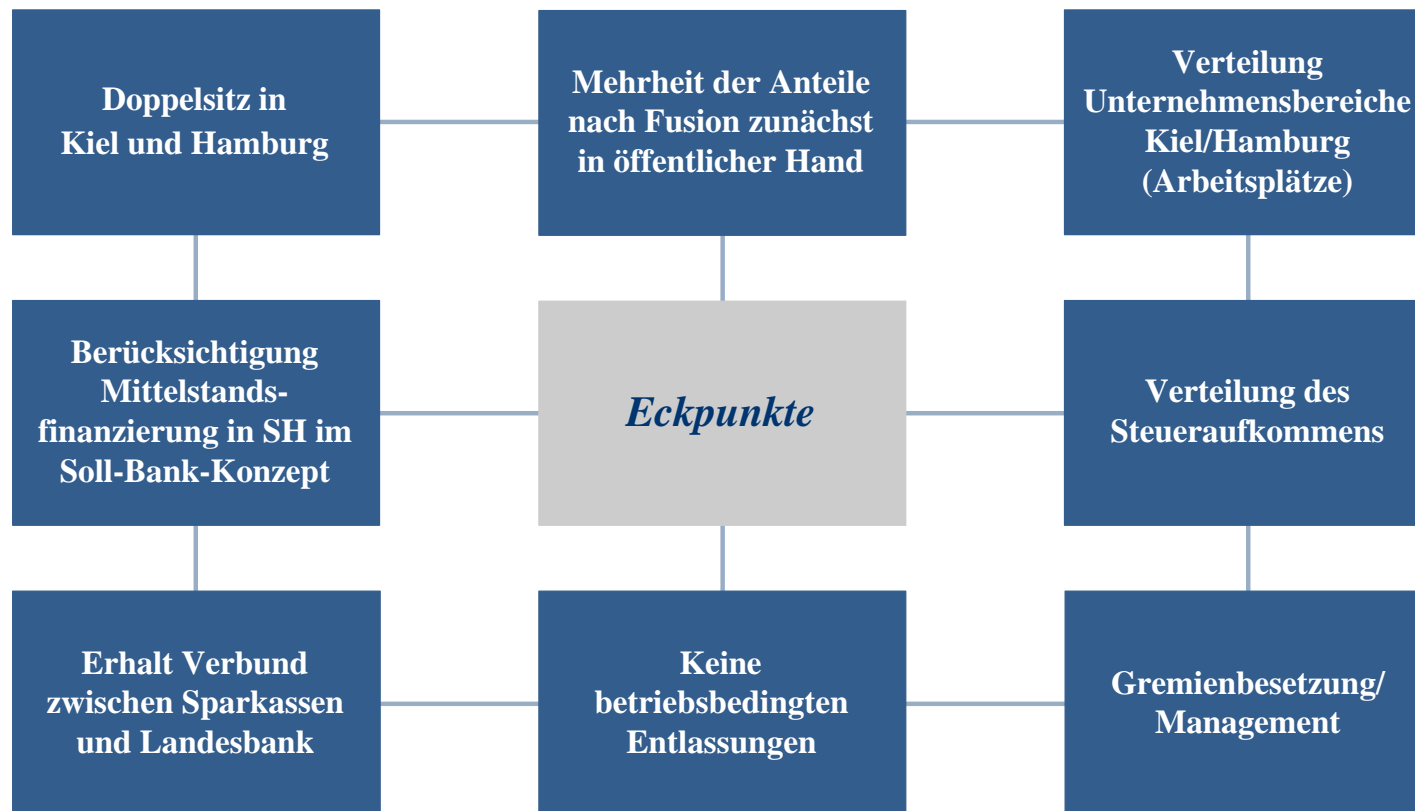 Doppelsitz in
Kiel und Hamburg
Mehrheit der Anteile
nach Fusion zunächst
in öffentlicher Hand
Verteilung
Unternehmensbereiche
Kiel/Hamburg
(Arbeitsplätze)
Berücksichtigung
Mittelstands-
finanzierung in SH im
Soll-Bank-Konzept
Eckpunkte
Verteilung des
Steueraufkommens
Erhalt Verbund
zwischen Sparkassen
und Landesbank
Keine
betriebsbedingten
Entlassungen
Gremienbesetzung/
Management